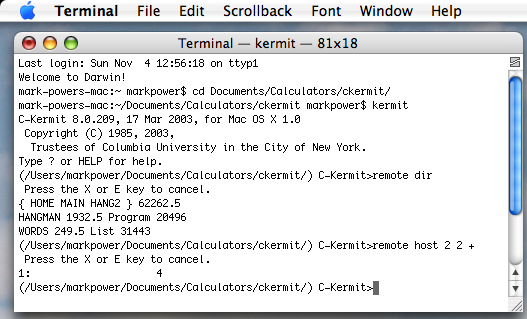 Terminal File Edit Scrollback Font Window Help
Terminal — kermit — 81x18
Last login: Sun Nov  4 12:56:18 on ttyp1
Welcome to Darwin!
mark-powers-mac:~ markpower$ cd Documents/Calculators/ckermit/
mark-powers-mac:~/Documents/Calculators/ckermit markpower$ kermit
C-Kermit 8.0.209, 17 Mar 2003, for Mac OS X 1.0
 Copyright (C) 1985, 2003,
  Trustees of Columbia University in the City of New York.
Type ? or HELP for help.
(/Users/markpower/Documents/Calculators/ckermit/) C-Kermit>remote dir
 Press the X or E key to cancel.
{ HOME MAIN HANG2 } 62262.5
HANGMAN 1932.5 Program 20496
WORDS 249.5 List 31443
(/Users/markpower/Documents/Calculators/ckermit/) C-Kermit>remote host 2 2 +
 Press the X or E key to cancel.
1:                    4
(/Users/markpower/Documents/Calculators/ckermit/) C-Kermit>